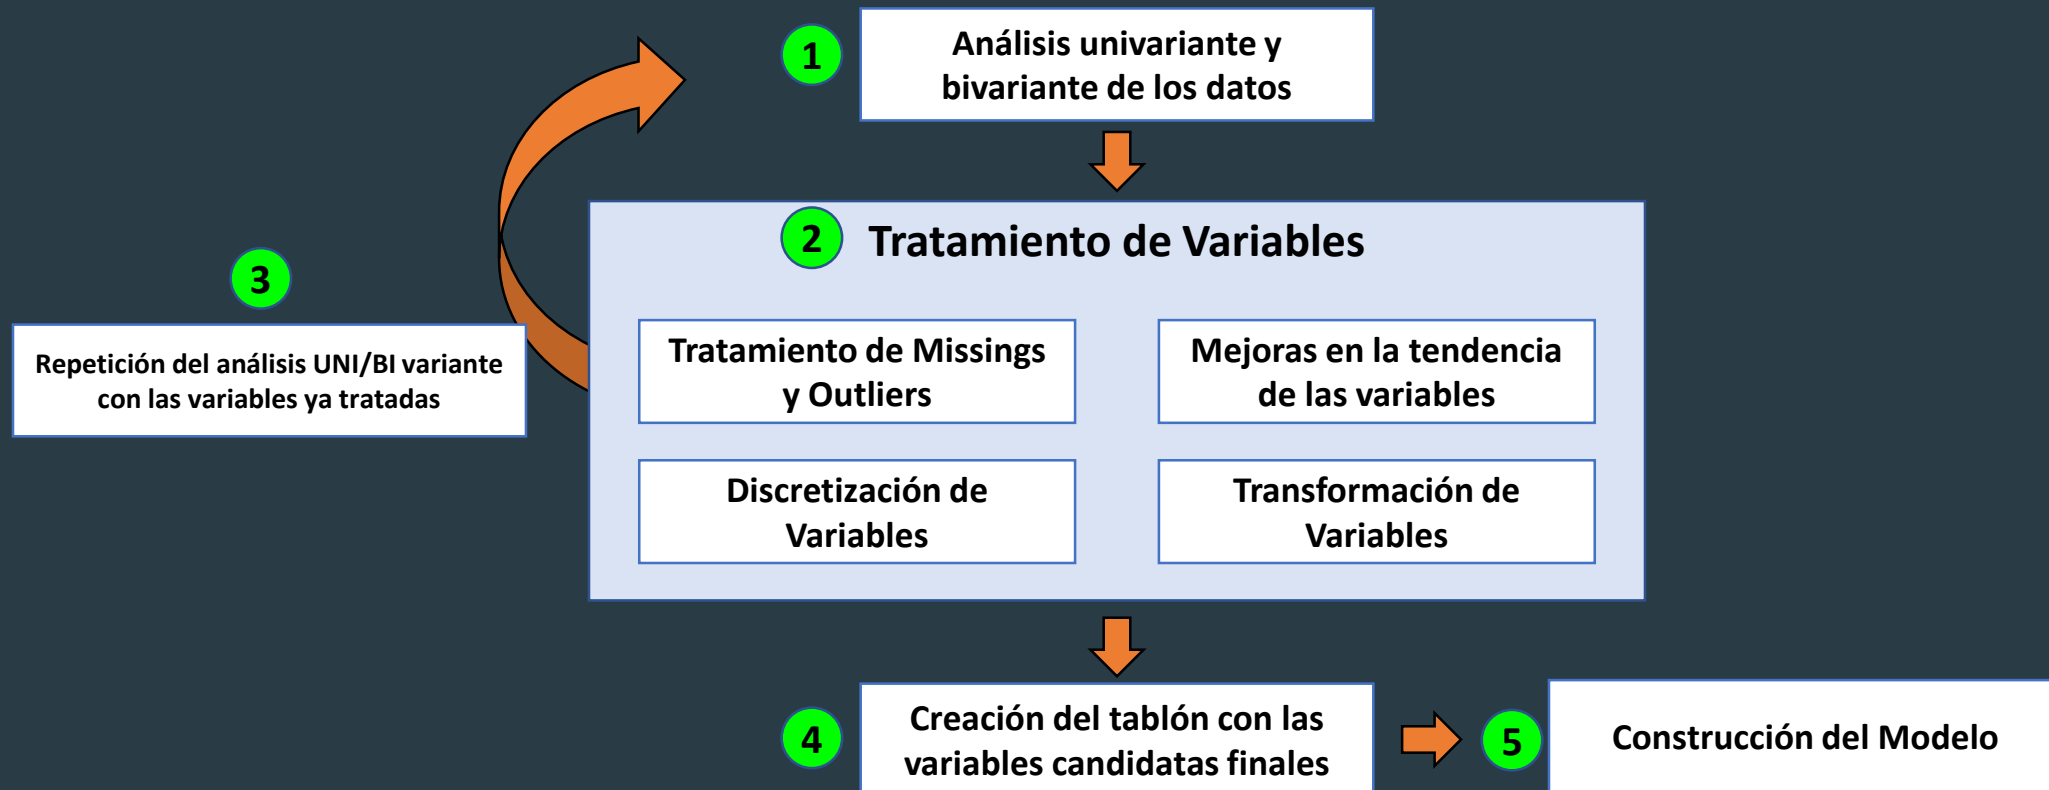 1
Análisis univariante y
bivariante de los datos
2
Tratamiento de Variables
Tratamiento de Missings
y Outliers
Mejoras en la tendencia
de las variables
Discretización de
Variables
Transformación de
Variables
3
Repetición del análisis UNI/BI variante
con las variables ya tratadas
4
Creación del tablón con las
variables candidatas finales
5
Construcción del Modelo